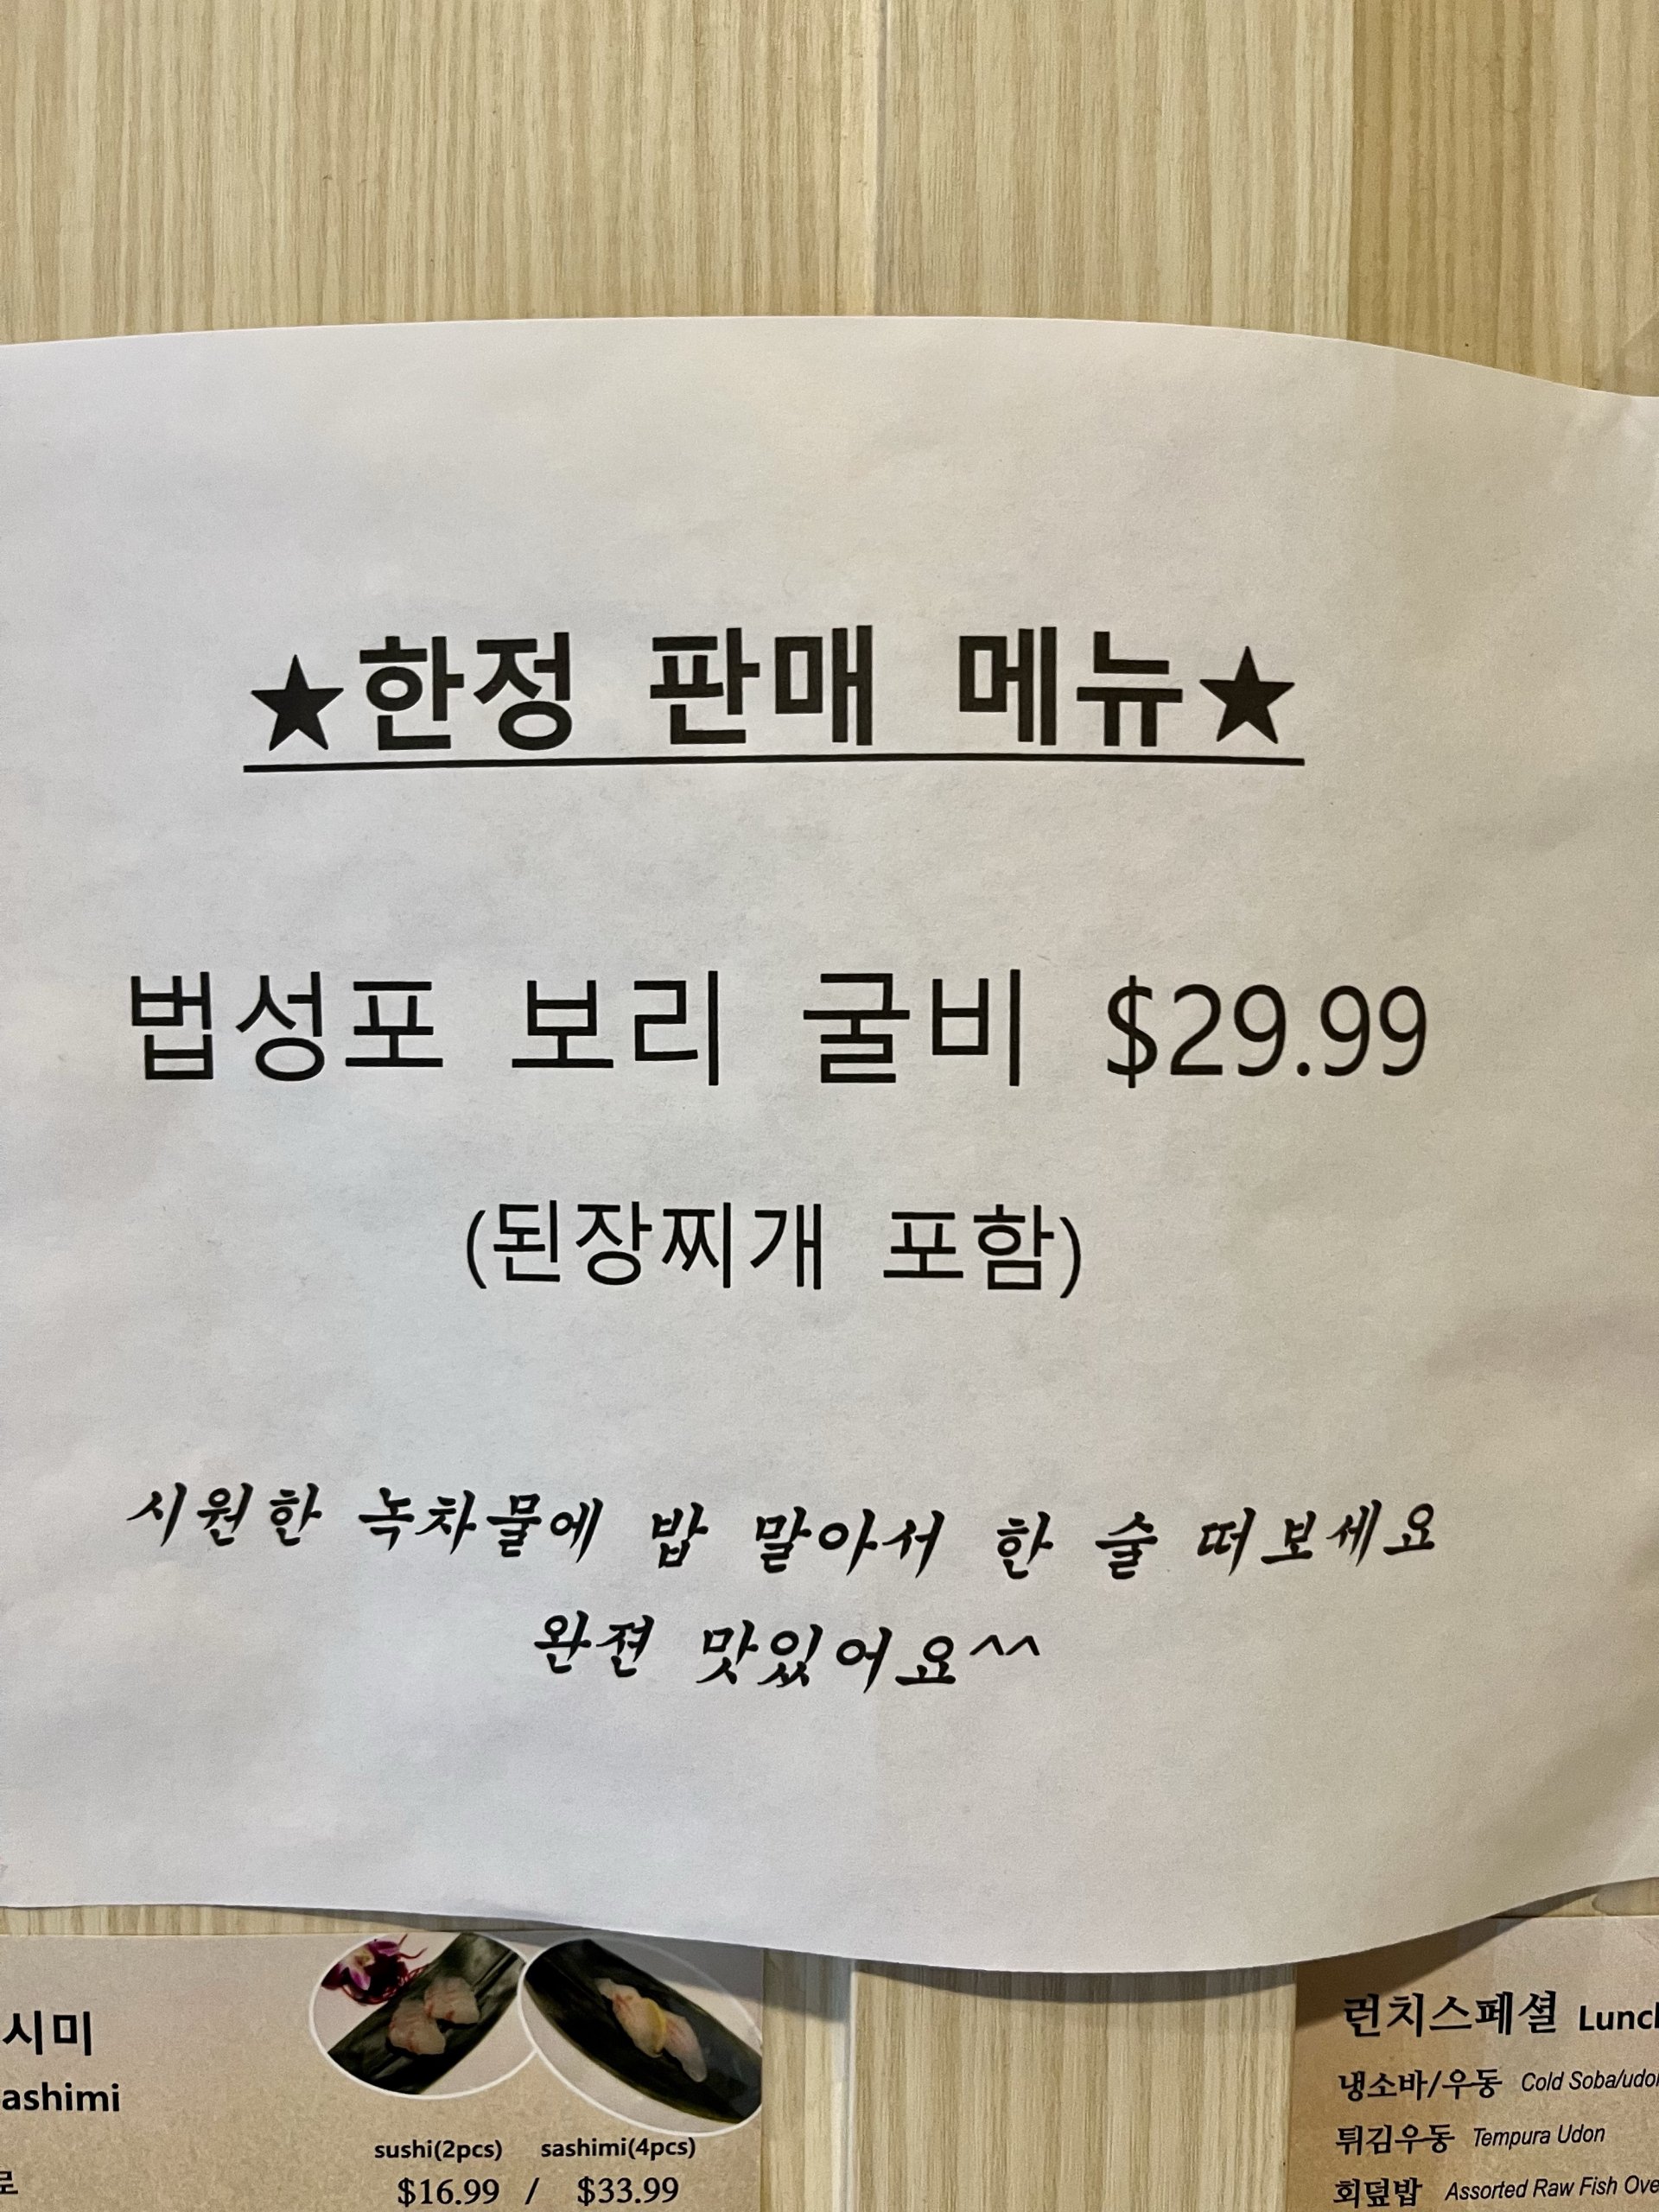 ★한정 판매 메뉴★
법성포 보리 굴비 $29.99
(된장찌개 포함)
시원한 녹차물에 밥 말아서 한 술 떠보세요
완젼 맛있어요^^
시미
ashimi
로
sushi(2pcs) sashimi(4pcs)
$16.99 / $33.99
런치스페셜 Lunch
냉소바/우동 Cold Soba/udon
튀김우동 Tempura Udon
회덮밥 Assorted Raw Fish Ove